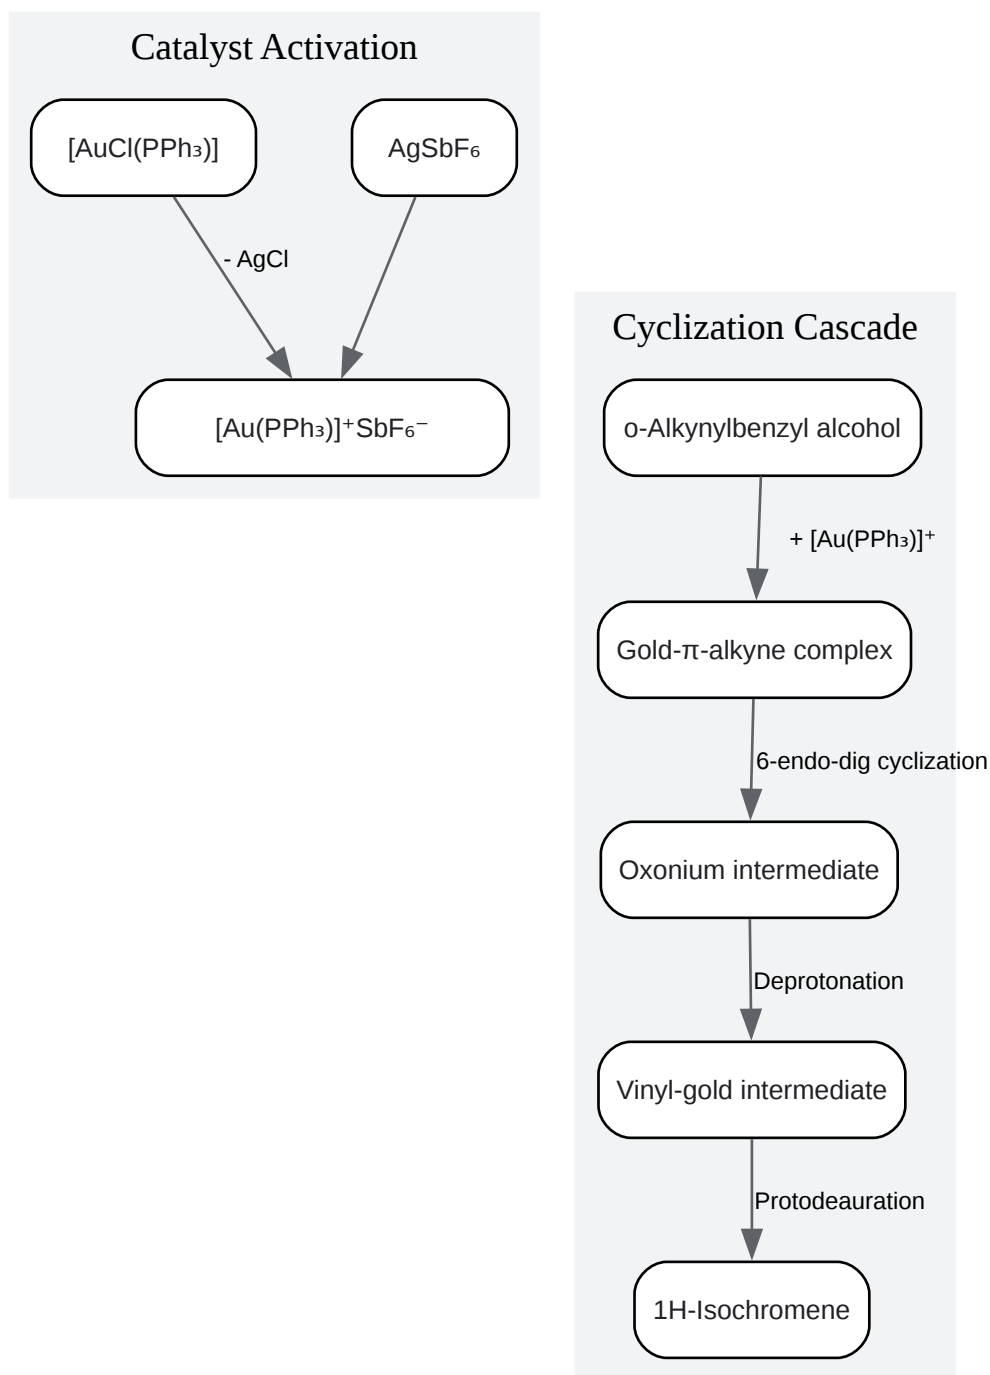 Catalyst Activation
[AuCl(PPh₃)]
AgSbF₆
- AgCl
[Au(PPh₃)]⁺SbF₆⁻
Cyclization Cascade
o-Alkynylbenzyl alcohol
+ [Au(PPh₃)]⁺
Gold-π-alkyne complex
6-endo-dig cyclization
Oxonium intermediate
Deprotonation
Vinyl-gold intermediate
Protodeauration
1H-Isochromene